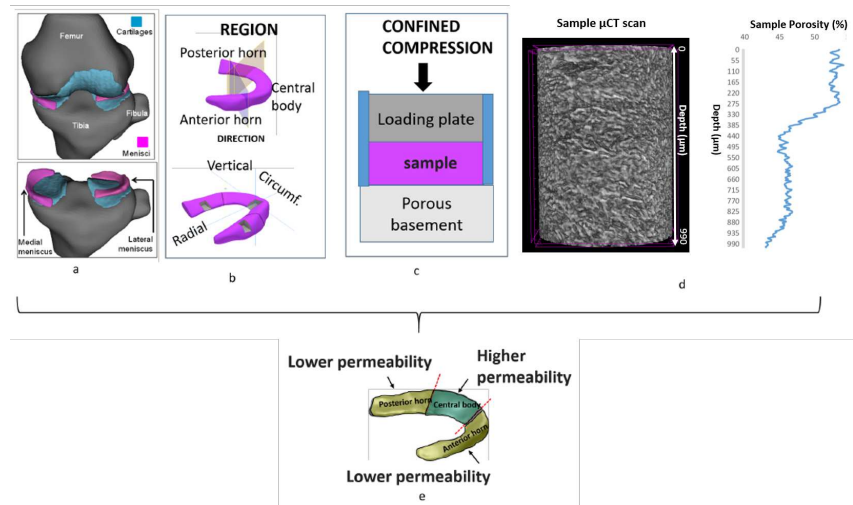 Cartilages
Femur
Fibula
Tibia
Menisci
Medial
meniscus
Lateral
meniscus
a
REGION
Posterior horn
Central
body
Anterior horn
DIRECTION
Vertical
Circumf.
Radial
b
CONFINED
COMPRESSION
Loading plate
sample
Porous
basement
c
Sample µCT scan
0
Depth (µm)
990
Sample Porosity (%)
40 45 50 55
Depth (µm)
0
55
110
165
220
275
330
385
440
495
550
605
660
715
770
825
880
935
990
d
Lower permeability
Higher
permeability
Posterior horn
Central body
Anterior horn
Lower permeability
e